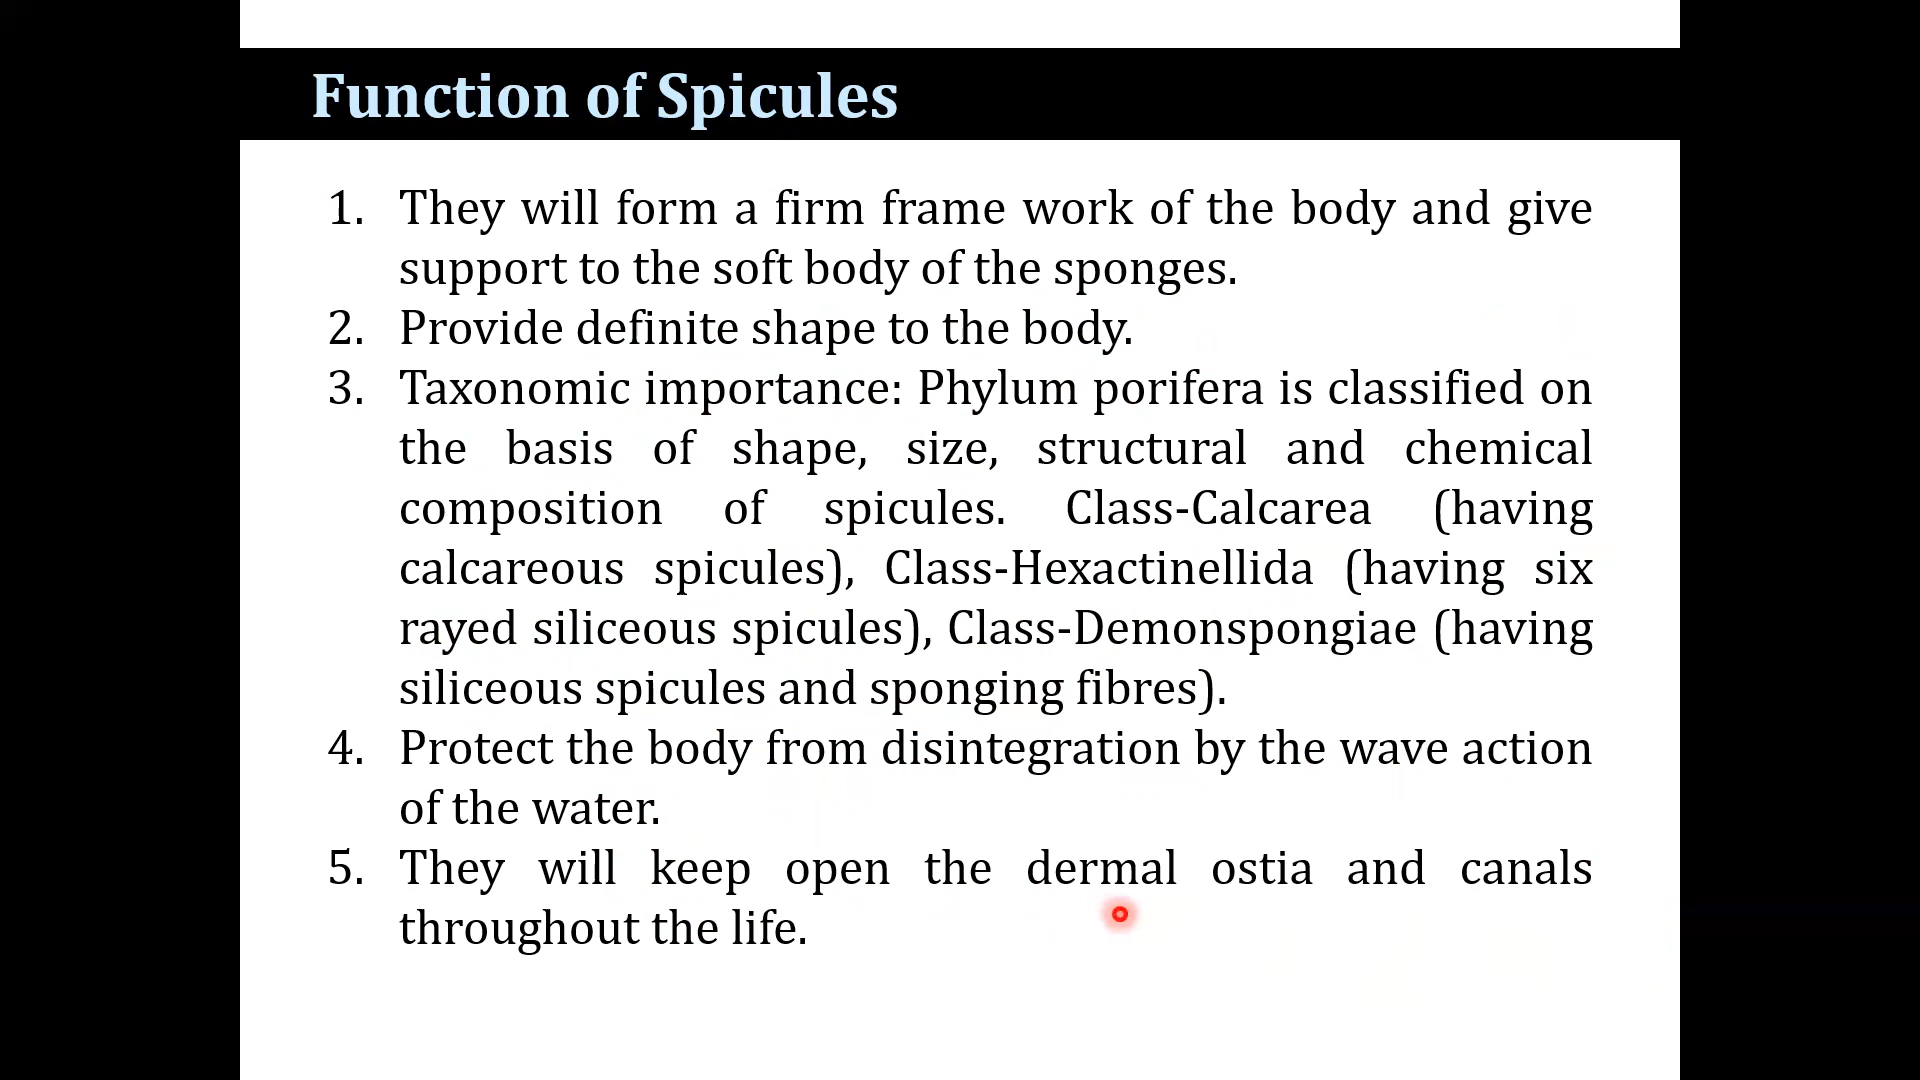 Function of Spicules
1. They will form a firm frame work of the body and give
support to the soft body of the sponges.
2. Provide definite shape to the body.
3. Taxonomic importance: Phylum porifera is classified on
the basis of shape, size, structural and chemical
composition of spicules. Class-Calcarea (having
calcareous spicules), Class-Hexactinellida (having six
rayed siliceous spicules), Class-Demonspongiae (having
siliceous spicules and sponging fibres).
4. Protect the body from disintegration by the wave action
of the water.
5. They will keep open the dermal ostia and canals
throughout the life.